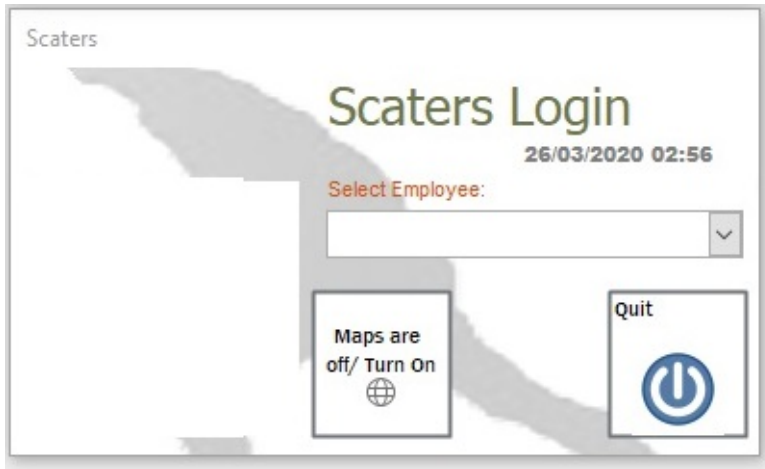 Scaters
Scaters Login
26/03/2020 02:56
Select Employee:
Maps are
off/ Turn On
Quit